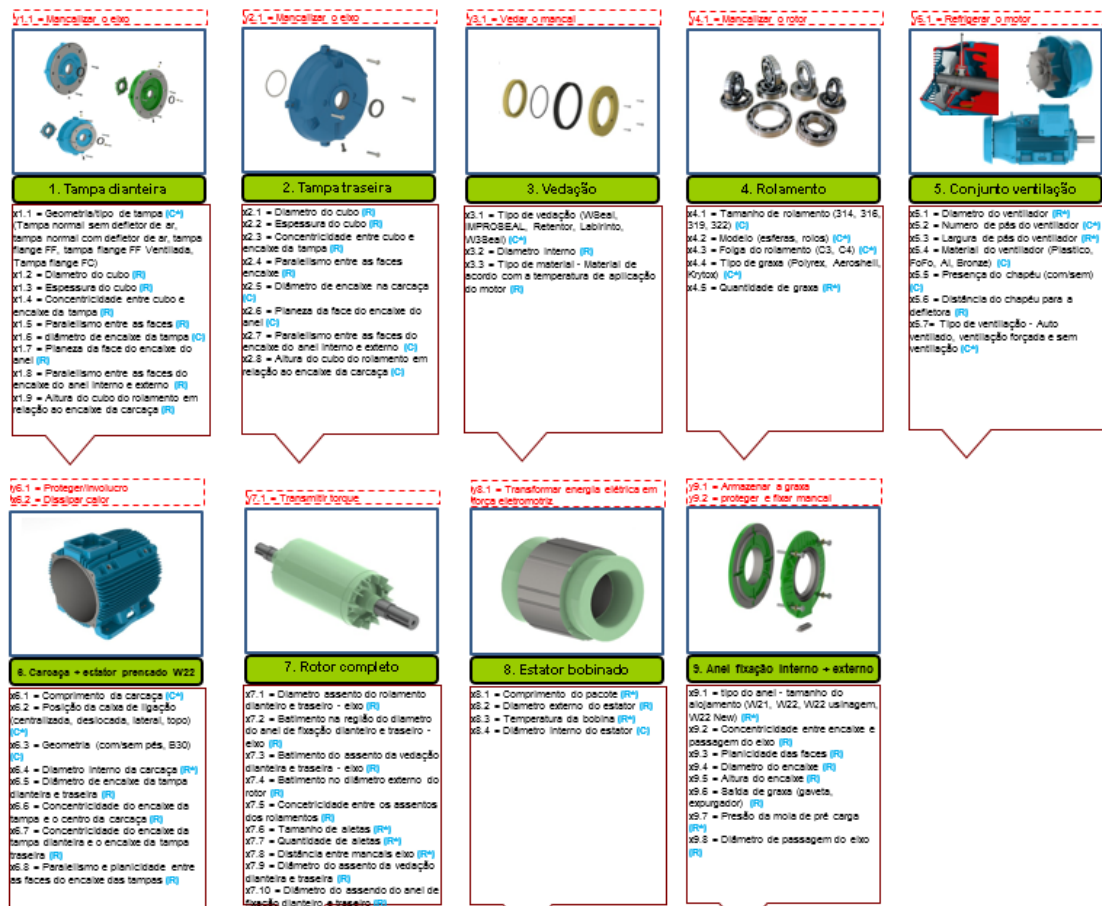 y1.1 = Mancalizar o eixo
1. Tampa dianteira
x1.1 = Geometria/tipo de tampa (C*)
(Tampa normal sem defletor de ar,
tampa normal com defletor de ar, tampa
flange FF, tampa flange FF Ventilada,
Tampa flange FC)
x1.2 = Diametro do cubo (R)
x1.3 = Espessura do cubo (R)
x1.4 = Concentricidade entre cubo e
encaixe da tampa (R)
x1.5 = Paralelismo entre as faces (R)
x1.6 = diâmetro de encaixe da tampa (C)
x1.7 = Planeza da face do encaixe do
anel (R)
x1.8 = Paralelismo entre as faces do
encaixe do anel interno e externo (R)
x1.9 = Altura do cubo do rolamento em
relação ao encaixe da carcaça (R)
y2.1 = Mancalizar o eixo
2. Tampa traseira
x2.1 = Diametro do cubo (R)
x2.2 = Espessura do cubo (R)
x2.3 = Concentricidade entre cubo e
encaixe da tampa (R)
x2.4 = Paralelismo entre as faces
encaixe (R)
x2.5 = Diâmetro de encaixe na carcaça
(C)
x2.6 = Planeza da face do encaixe do
anel (C)
x2.7 = Paralelismo entre as faces do
encaixe do anel interno e externo (C)
x2.8 = Altura do cubo do rolamento em
relação ao encaixe da carcaça (C)
y3.1 = Vedar o mancal
3. Vedação
x3.1 = Tipo de vedação (WSeal,
IMPROSEAL, Retentor, Labirinto,
W3Seal) (C*)
x3.2 = Diametro Interno (R)
x3.3 = Tipo de material - Material de
acordo com a temperatura de aplicação
do motor (R)
y4.1 = Mancalizar o rotor
4. Rolamento
x4.1 = Tamanho de rolamento (314, 316,
319, 322) (C)
x4.2 = Modelo (esferas, rolos) (C*)
x4.3 = Folga do rolamento (C3, C4) (C*)
x4.4 = Tipo de graxa (Polyrex, Aeroshell,
Krytox) (C*)
x4.5 = Quantidade de graxa (R*)
y5.1 = Refrigerar o motor
5. Conjunto ventilação
x5.1 = Diametro do ventilador (R*)
x5.2 = Numero de pás do ventilador (C*)
x5.3 = Largura de pás do ventilador (R*)
x5.4 = Material do ventilador (Plastico,
FoFo, Al, Bronze) (C)
x5.5 = Presença do chapéu (com/sem)
(C)
x5.6 = Distância do chapéu para a
defletora (R)
x5.7= Tipo de ventilação - Auto
ventilado, ventilação forçada e sem
ventilação (C*)
y6.1 = Proteger/involucro
x6.2 = Dissipar calor
6. Carcaça + estator prencado W22
x6.1 = Comprimento da carcaça (C*)
x6.2 = Posição da caixa de ligação
(centralizada, deslocada, lateral, topo)
(C*)
x6.3 = Geometria (com/sem pés, B30)
(C)
x6.4 = Diametro interno da carcaça (R*)
x6.5 = Diâmetro de encaixe da tampa
dianteira e traseira (R)
x6.6 = Concentricidade do encaixe da
tampa e o centro da carcaça (R)
x6.7 = Concentricidade do encaixe da
tampa dianteira e o encaixe da tampa
traseira (R)
x6.8 = Paralelismo e planicidade entre
as faces do encaixe das tampas (R)
y7.1 = Transmitir torque
7. Rotor completo
x7.1 = Diametro assento do rolamento
dianteiro e traseiro - eixo (R)
x7.2 = Batimento na região do diametro
do anel de fixação dianteiro e traseiro -
eixo (R)
x7.3 = Batimento do assento da vedação
dianteira e traseira - eixo (R)
x7.4 = Batimento no diâmetro externo do
rotor (R)
x7.5 = Concetricidade entre os assentos
dos rolamentos (R)
x7.6 = Tamanho de aletas (R*)
x7.7 = Quantidade de aletas (R*)
x7.8 = Distância entre mancais eixo (R*)
x7.9 = Diâmetro do assento da vedação
dianteira e traseira (R)
x7.10 = Diâmetro do assendo do anel de
fixação dianteiro e traseiro (R)
y8.1 = Transformar energia elétrica em
força eletromotriz
8. Estator bobinado
x8.1 = Comprimento do pacote (R*)
x8.2 = Diametro externo do estator (R)
x8.3 = Temperatura da bobina (R*)
x8.4 = Diâmetro interno do estator (C)
y9.1 = Armazenar a graxa
y9.2 = proteger e fixar mancal
9. Anel fixação interno + externo
x9.1 = tipo do anel - tamanho do
alojamento (W21, W22, W22 usinagem,
W22 New) (R*)
x9.2 = Concentricidade entre encaixe e
passagem do eixo (R)
x9.3 = Planicidade das faces (R)
x9.4 = Diametro do encaixe (R)
x9.5 = Altura do encaixe (R)
x9.6 = Saída de graxa (gaveta,
expurgador) (R)
x9.7 = Presão da mola de pré carga
(R*)
x9.8 = Diâmetro de passagem do eixo
(R)